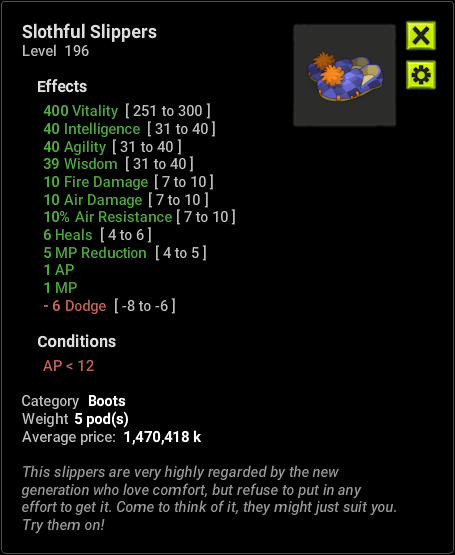 Slothful Slippers
Level 196
Effects
400 Vitality [ 251 to 300 ]
40 Intelligence [ 31 to 40 ]
40 Agility [ 31 to 40 ]
39 Wisdom [ 31 to 40 ]
10 Fire Damage [ 7 to 10 ]
10 Air Damage [ 7 to 10 ]
10% Air Resistance [ 7 to 10 ]
6 Heals [ 4 to 6 ]
5 MP Reduction [ 4 to 5 ]
1 AP
1 MP
- 6 Dodge [ -8 to -6 ]
Conditions
AP < 12
Category Boots
Weight 5 pod(s)
Average price: 1,470,418 k
This slippers are very highly regarded by the new
generation who love comfort, but refuse to put in any
effort to get it. Come to think of it, they might just suit you.
Try them on!